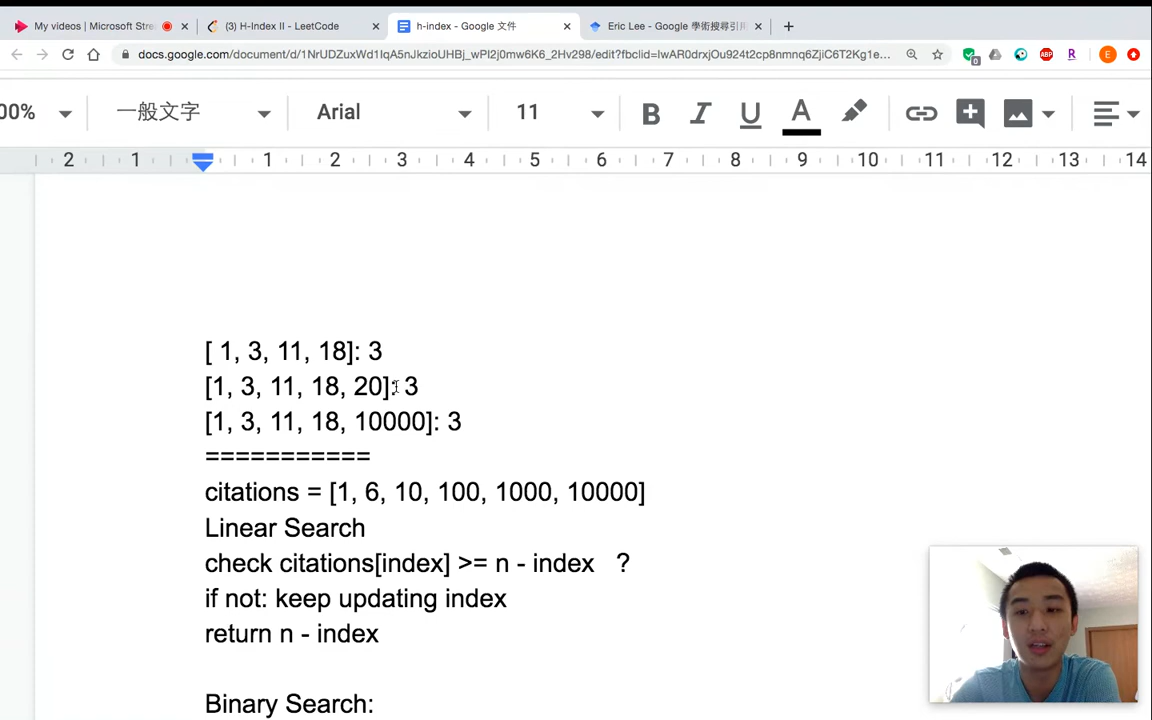 My videos | Microsoft Stre
(3) H-Index II - LeetCode
h-index - Google 文件
Eric Lee - Google 學術搜尋引用
docs.google.com/document/d/1NrUDZuxWd1IqA5nJkzioUHBj_wPI2j0mw6K6_2Hv298/edit?fbclid=IwAR0drxjOu924t2cp8nmnq6ZjiC6T2Kg1e...
00% 一般文字 Arial 11 B I U A
2 1 1 2 3 4 5 6 7 8 9 10 11 12 13 14
[ 1, 3, 11, 18]: 3
[1, 3, 11, 18, 20]: 3
[1, 3, 11, 18, 10000]: 3
===========
citations = [1, 6, 10, 100, 1000, 10000]
Linear Search
check citations[index] >= n - index ?
if not: keep updating index
return n - index
Binary Search: